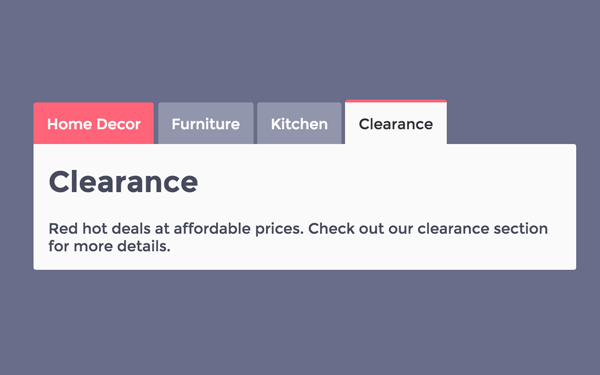 Home Decor Furniture Kitchen Clearance
Clearance
Red hot deals at affordable prices. Check out our clearance section
for more details.